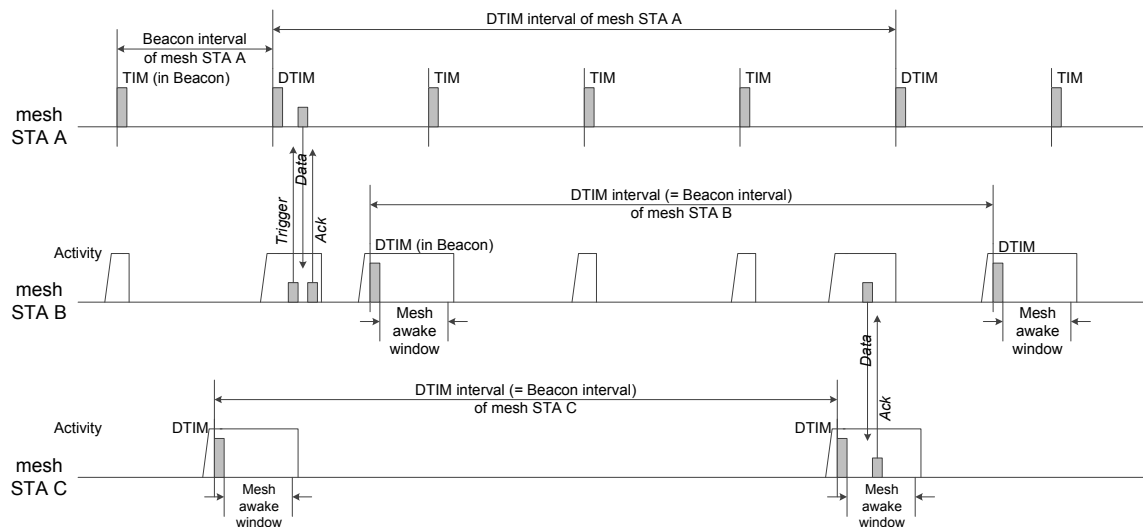 DTIM interval of mesh STA A
Beacon interval
of mesh STA A
TIM (in Beacon)
DTIM
TIM
TIM
TIM
DTIM
TIM
mesh
STA A
Trigger
Data
Ack
DTIM interval (= Beacon interval)
of mesh STA B
Activity
DTIM (in Beacon)
DTIM
mesh
STA B
Mesh
awake
window
Mesh
awake
window
Data
Ack
DTIM interval (= Beacon interval)
of mesh STA C
Activity
DTIM
DTIM
mesh
STA C
Mesh
awake
window
Mesh
awake
window